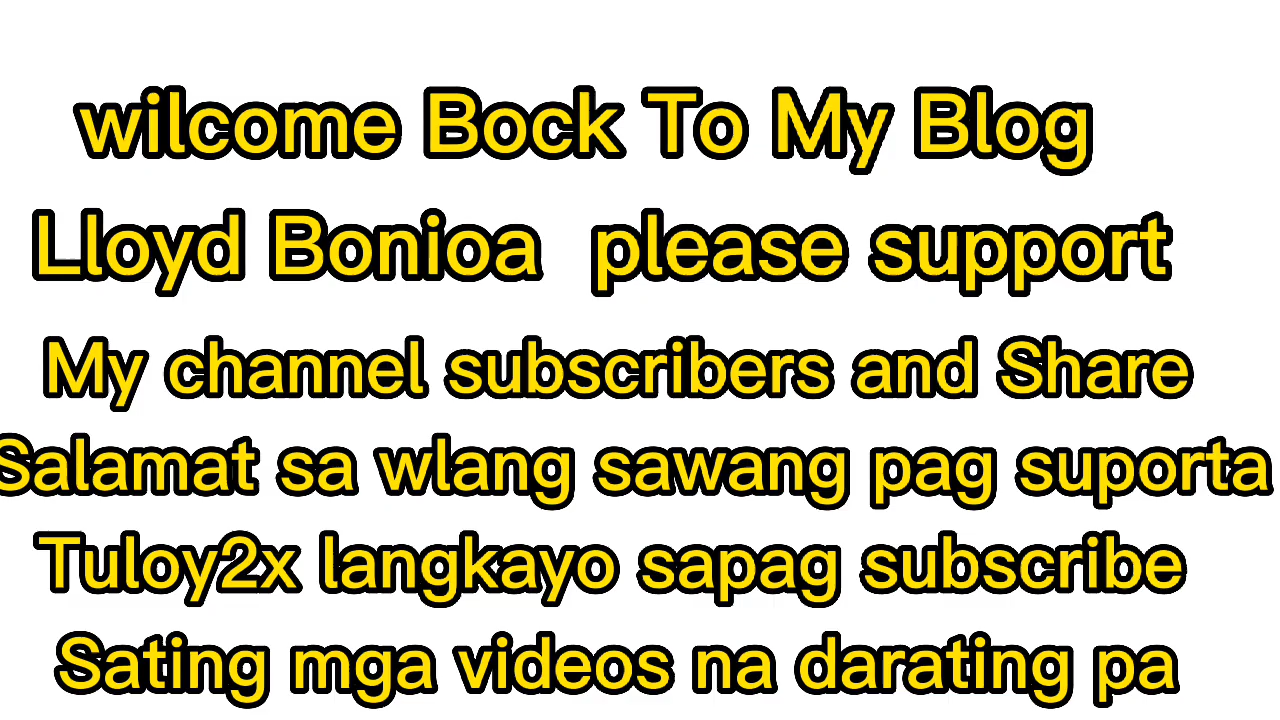 wilcome Bock To My Blog
Lloyd Bonioa please support
My channel subscribers and Share
Salamat sa wlang sawang pag suporta
Tuloy2x langkayo sapag subscribe
Sating mga videos na darating pa